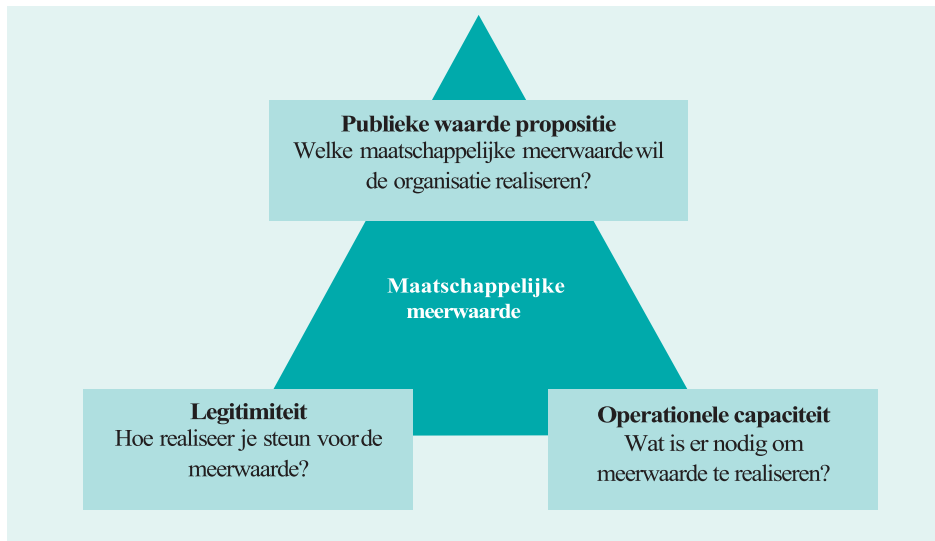 Publieke waarde propositie
Welke maatschappelijke meerwaarde wil
de organisatie realiseren?
Maatschappelijke
meerwaarde
Legitimiteit
Hoe realiseer je steun voor de
meerwaarde?
Operationele capaciteit
Wat is er nodig om
meerwaarde te realiseren?